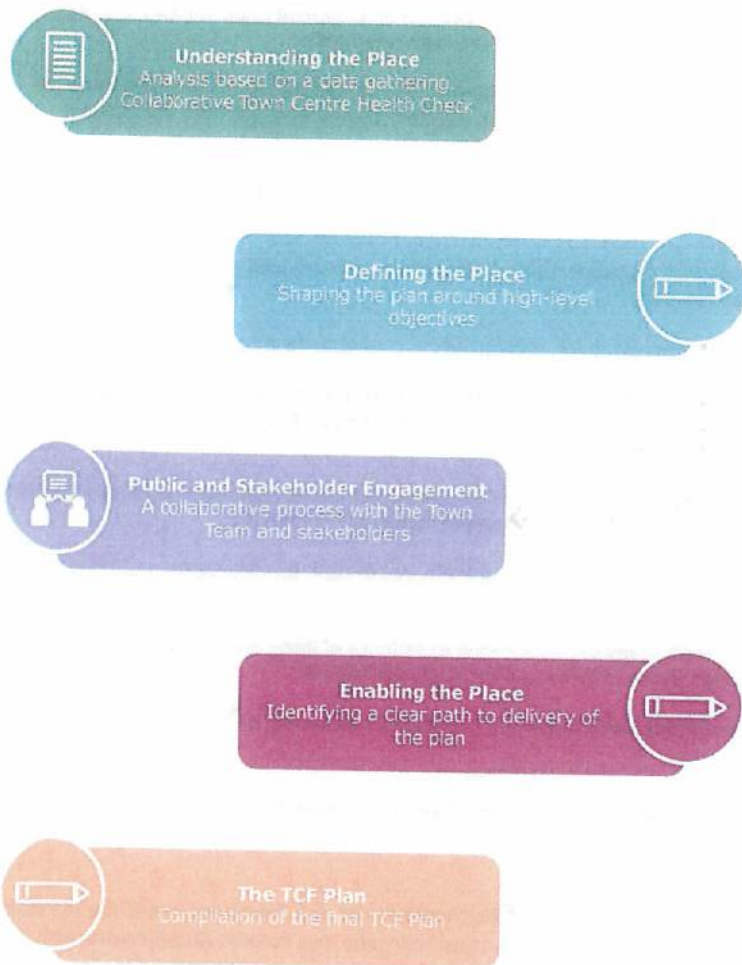 Understanding the Place
Analysis based on a data gathering.
Collaborative Town Centre Health Check
Defining the Place
Shaping the plan around high-level
objectives
Public and Stakeholder Engagement
A collaborative process with the Town
Team and stakeholders
Enabling the Place
Identifying a clear path to delivery of
the plan
The TCF Plan
Compilation of the final TCF Plan